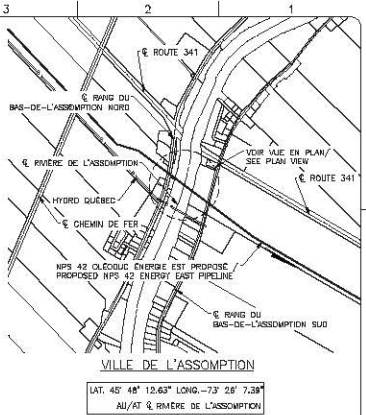 3 2 1
℄ ROUTE 341
℄ RANG DU
BAS-DE-L'ASSOMPTION NORD
℄ RIVIÈRE DE L'ASSOMPTION
VOIR VUE EN PLAN/
SEE PLAN VIEW
HYDRO QUÉBEC
℄ ROUTE 341
℄ CHEMIN DE FER
NPS 42 OLÉODUC ÉNERGIE EST PROPOSÉ
PROPOSED NPS 42 ENERGY EAST PIPELINE
℄ RANG DU
BAS-DE-L'ASSOMPTION SUD
VILLE DE L'ASSOMPTION
LAT. 45° 48' 12.63" LONG.-73° 26' 7.39"
AU/AT ℄ RIVIÈRE DE L'ASSOMPTION